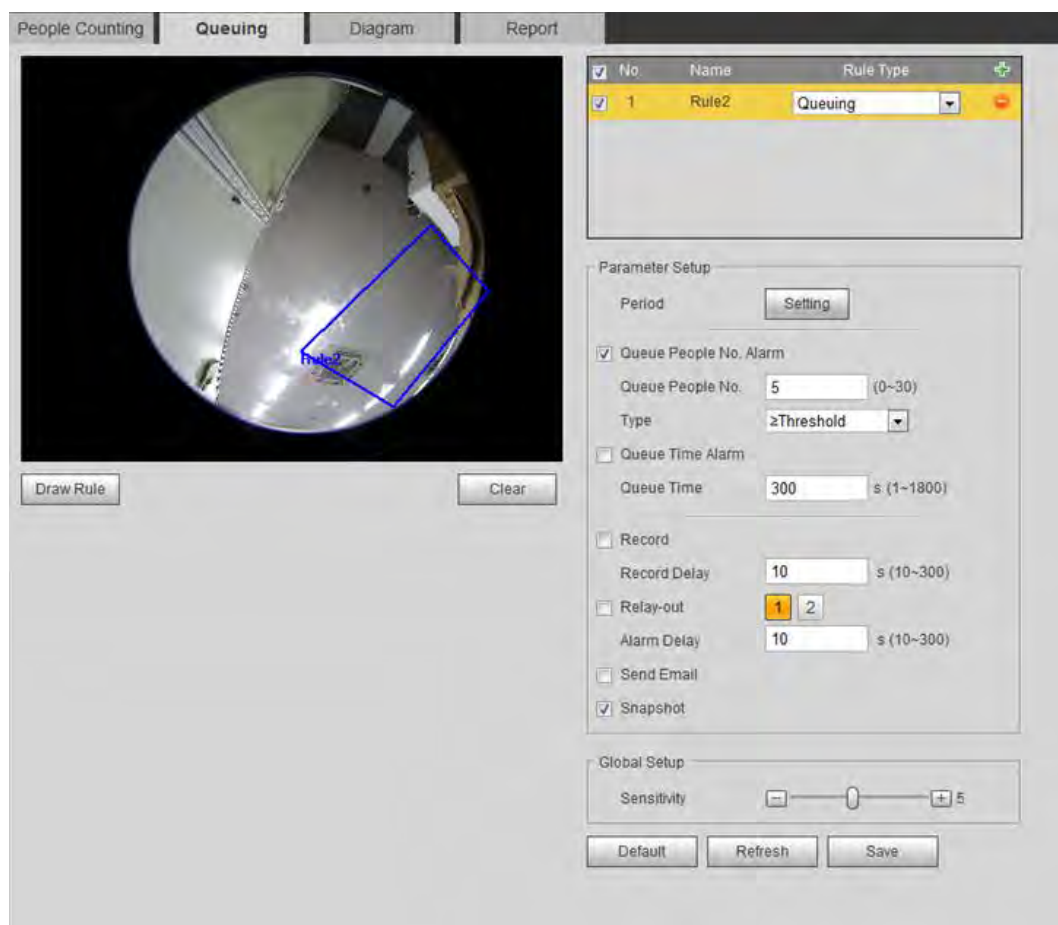 People Counting Queuing Diagram Report
No. Name Rule Type
1 Rule2 Queuing
Rule2
Draw Rule Clear
Parameter Setup
Period Setting
Queue People No. Alarm
Queue People No. 5 (0~30)
Type ≥Threshold
Queue Time Alarm
Queue Time 300 s (1~1800)
Record
Record Delay 10 s (10~300)
Relay-out 1 2
Alarm Delay 10 s (10~300)
Send Email
Snapshot
Global Setup
Sensitivity 5
Default Refresh Save